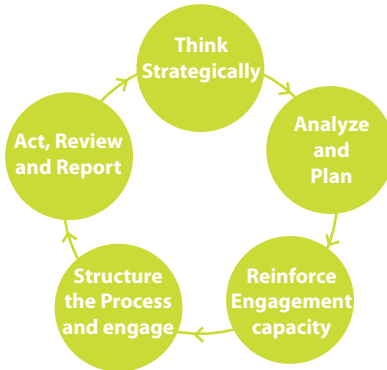 Think
Strategically
Analyze
and
Plan
Reinforce
Engagement
capacity
Structure
the Process
and engage
Act, Review
and Report